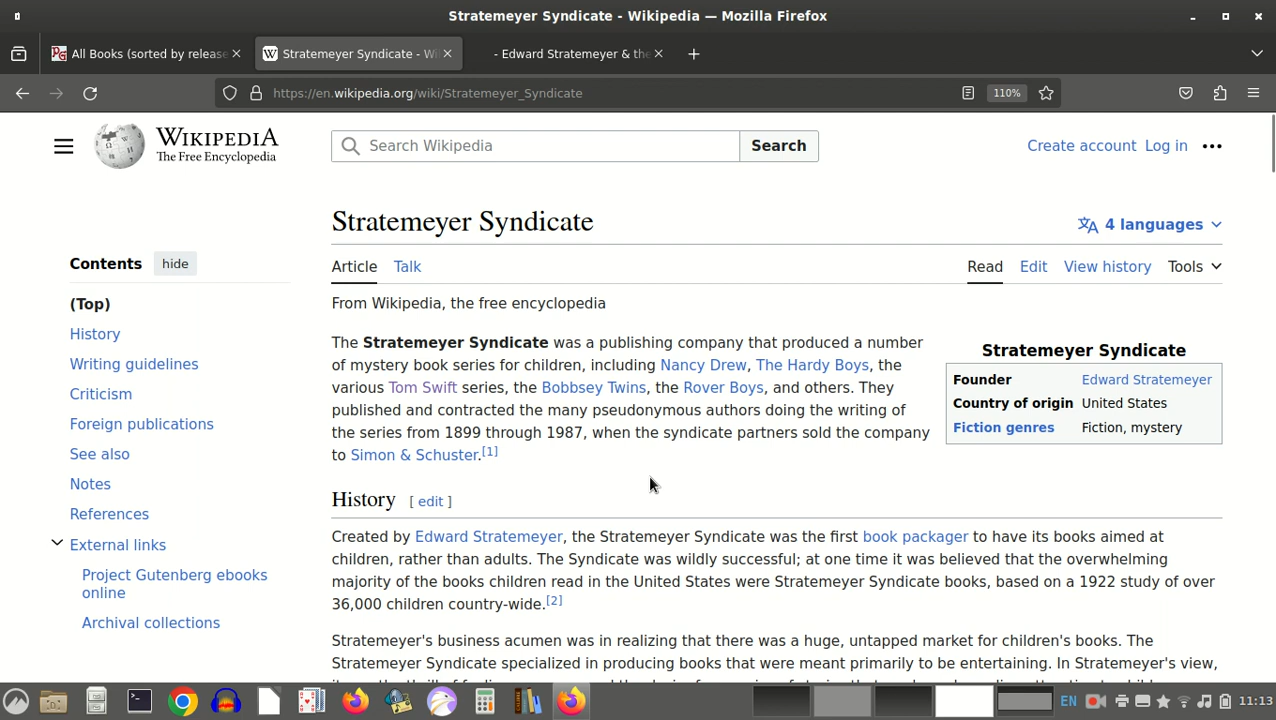 Stratemeyer Syndicate - Wikipedia — Mozilla Firefox
All Books (sorted by release
Stratemeyer Syndicate - Wi
- Edward Stratemeyer & the
https://en.wikipedia.org/wiki/Stratemeyer_Syndicate
110%
WIKIPEDIA
The Free Encyclopedia
Search Wikipedia
Search
Create account Log in
Stratemeyer Syndicate
4 languages
Contents hide
Article Talk
Read Edit View history Tools
(Top)
History
Writing guidelines
Criticism
Foreign publications
See also
Notes
References
External links
Project Gutenberg ebooks
online
Archival collections
From Wikipedia, the free encyclopedia
The Stratemeyer Syndicate was a publishing company that produced a number
of mystery book series for children, including Nancy Drew, The Hardy Boys, the
various Tom Swift series, the Bobbsey Twins, the Rover Boys, and others. They
published and contracted the many pseudonymous authors doing the writing of
the series from 1899 through 1987, when the syndicate partners sold the company
to Simon & Schuster.[1]
Stratemeyer Syndicate
Founder Edward Stratemeyer
Country of origin United States
Fiction genres Fiction, mystery
History [ edit ]
Created by Edward Stratemeyer, the Stratemeyer Syndicate was the first book packager to have its books aimed at
children, rather than adults. The Syndicate was wildly successful; at one time it was believed that the overwhelming
majority of the books children read in the United States were Stratemeyer Syndicate books, based on a 1922 study of over
36,000 children country-wide.[2]
Stratemeyer's business acumen was in realizing that there was a huge, untapped market for children's books. The
Stratemeyer Syndicate specialized in producing books that were meant primarily to be entertaining. In Stratemeyer's view,
EN
11:13